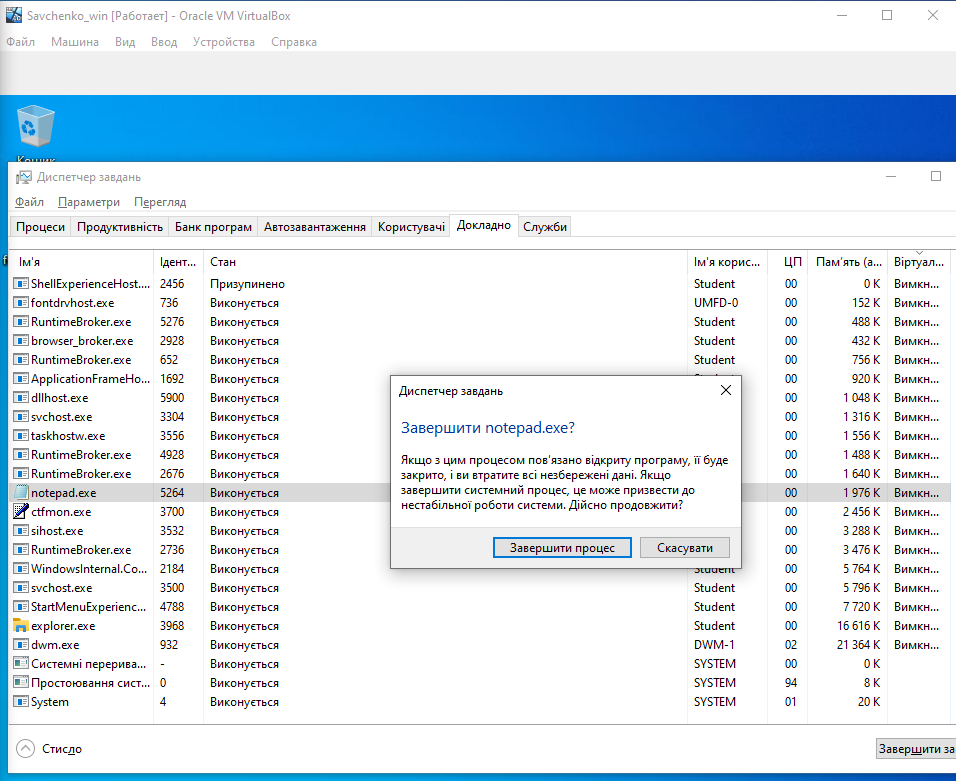 Savchenko_win [Работает] - Oracle VM VirtualBox
Файл Машина Вид Ввод Устройства Справка
Кошик
Диспетчер завдань
Файл Параметри Перегляд
Процеси Продуктивність Банк програм Автозавантаження Користувачі Докладно Служби
Ім'я Ідент... Стан Ім'я корис... ЦП Пам'ять (а... Віртуал...
ShellExperienceHost.... 2456 Призупинено Student 00 0 K Вимкн...
fontdrvhost.exe 736 Виконується UMFD-0 00 152 K Вимкн...
RuntimeBroker.exe 5276 Виконується Student 00 488 K Вимкн...
browser_broker.exe 2928 Виконується Student 00 432 K Вимкн...
RuntimeBroker.exe 652 Виконується Student 00 756 K Вимкн...
ApplicationFrameHo... 1692 Виконується 00 920 K Вимкн...
dllhost.exe 5900 Виконується 00 1 048 K Вимкн...
svchost.exe 3304 Виконується 00 1 316 K Вимкн...
taskhostw.exe 3556 Виконується 00 1 556 K Вимкн...
RuntimeBroker.exe 4928 Виконується 00 1 488 K Вимкн...
RuntimeBroker.exe 2676 Виконується 00 1 640 K Вимкн...
notepad.exe 5264 Виконується 00 1 976 K Вимкн...
ctfmon.exe 3700 Виконується 00 2 456 K Вимкн...
sihost.exe 3532 Виконується 00 3 288 K Вимкн...
RuntimeBroker.exe 2736 Виконується 00 3 476 K Вимкн...
WindowsInternal.Co... 2184 Виконується Student 00 5 764 K Вимкн...
svchost.exe 3500 Виконується Student 00 5 796 K Вимкн...
StartMenuExperienc... 4788 Виконується Student 00 7 720 K Вимкн...
explorer.exe 3968 Виконується Student 00 16 616 K Вимкн...
dwm.exe 932 Виконується DWM-1 02 21 364 K Вимкн...
Системні перерива... - Виконується SYSTEM 00 0 K
Простоювання сист... 0 Виконується SYSTEM 94 8 K
System 4 Виконується SYSTEM 01 20 K
Диспетчер завдань
Завершити notepad.exe?
Якщо з цим процесом пов'язано відкриту програму, її буде
закрито, і ви втратите всі незбережені дані. Якщо
завершити системний процес, це може призвести до
нестабільної роботи системи. Дійсно продовжити?
Завершити процес Скасувати
Стисло Завершити за